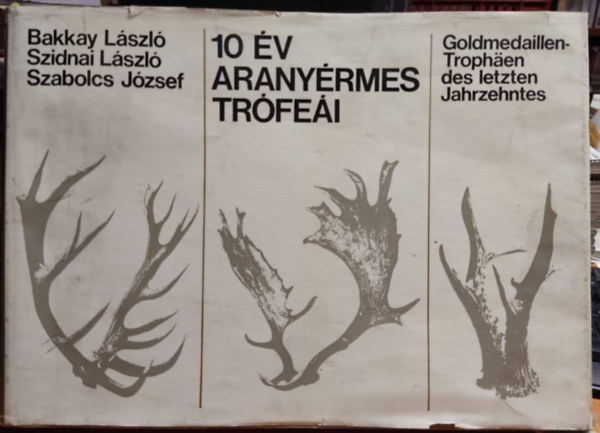 Bakkay László
Szidnai László
Szabolcs József
10 ÉV
ARANYÉRMES
TRÓFEÁI
Goldmedaillen-
Trophäen
des letzten
Jahrzehntes